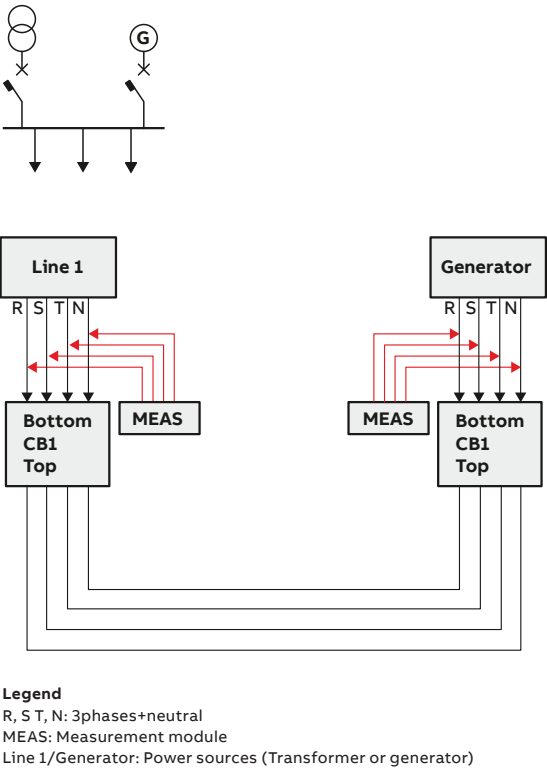 G
Line 1
Generator
R S T N
R S T N
MEAS
MEAS
Bottom
CB1
Top
Bottom
CB1
Top
Legend
R, S T, N: 3phases+neutral
MEAS: Measurement module
Line 1/Generator: Power sources (Transformer or generator)